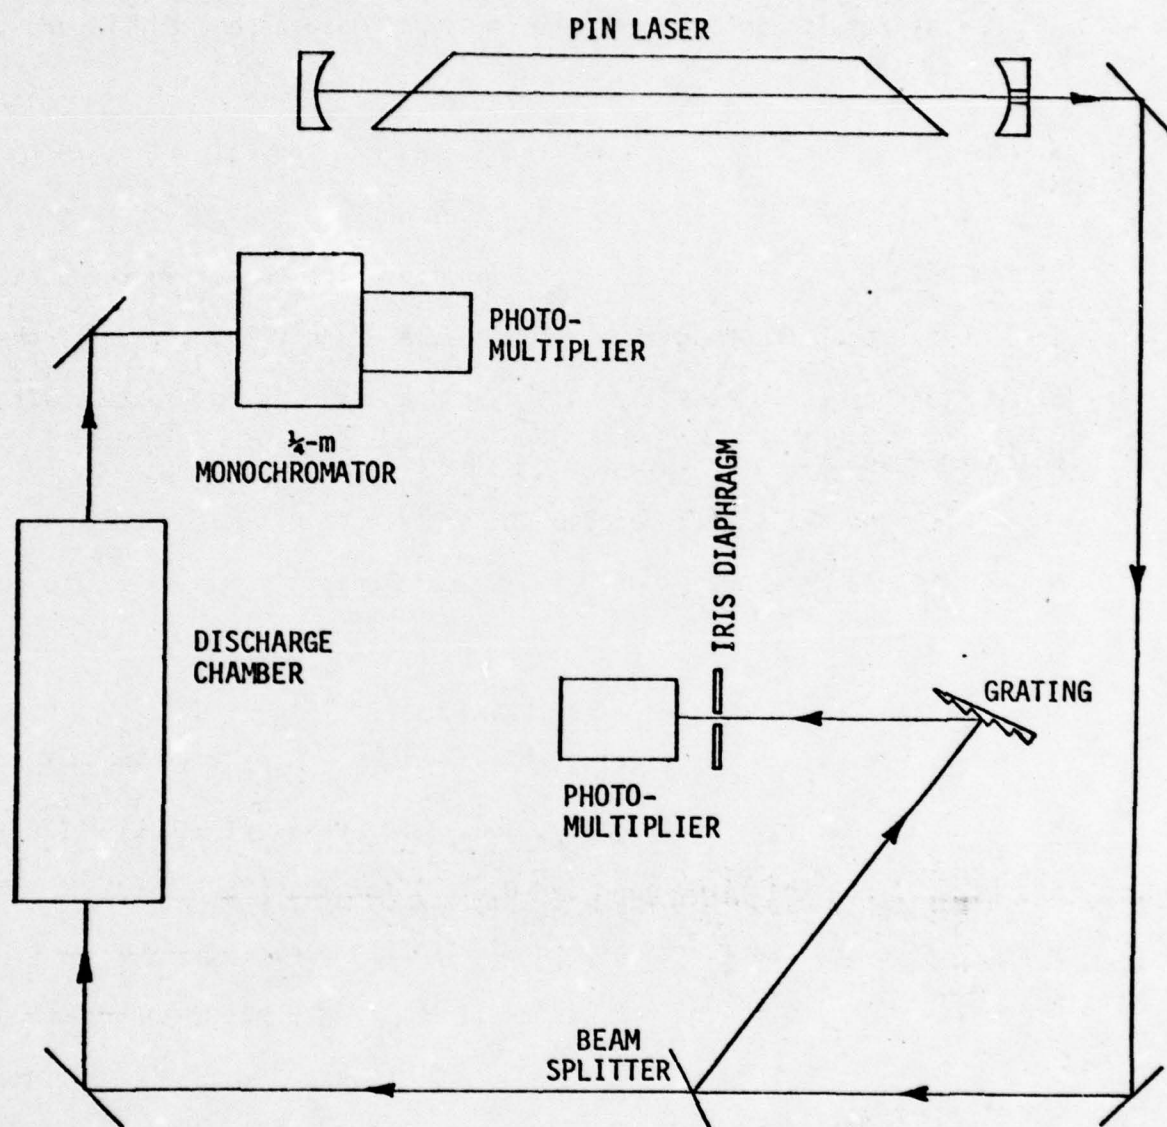 PIN LASER
PHOTO-
MULTIPLIER
¼-m
MONOCHROMATOR
IRIS DIAPHRAGM
DISCHARGE
CHAMBER
GRATING
PHOTO-
MULTIPLIER
BEAM
SPLITTER